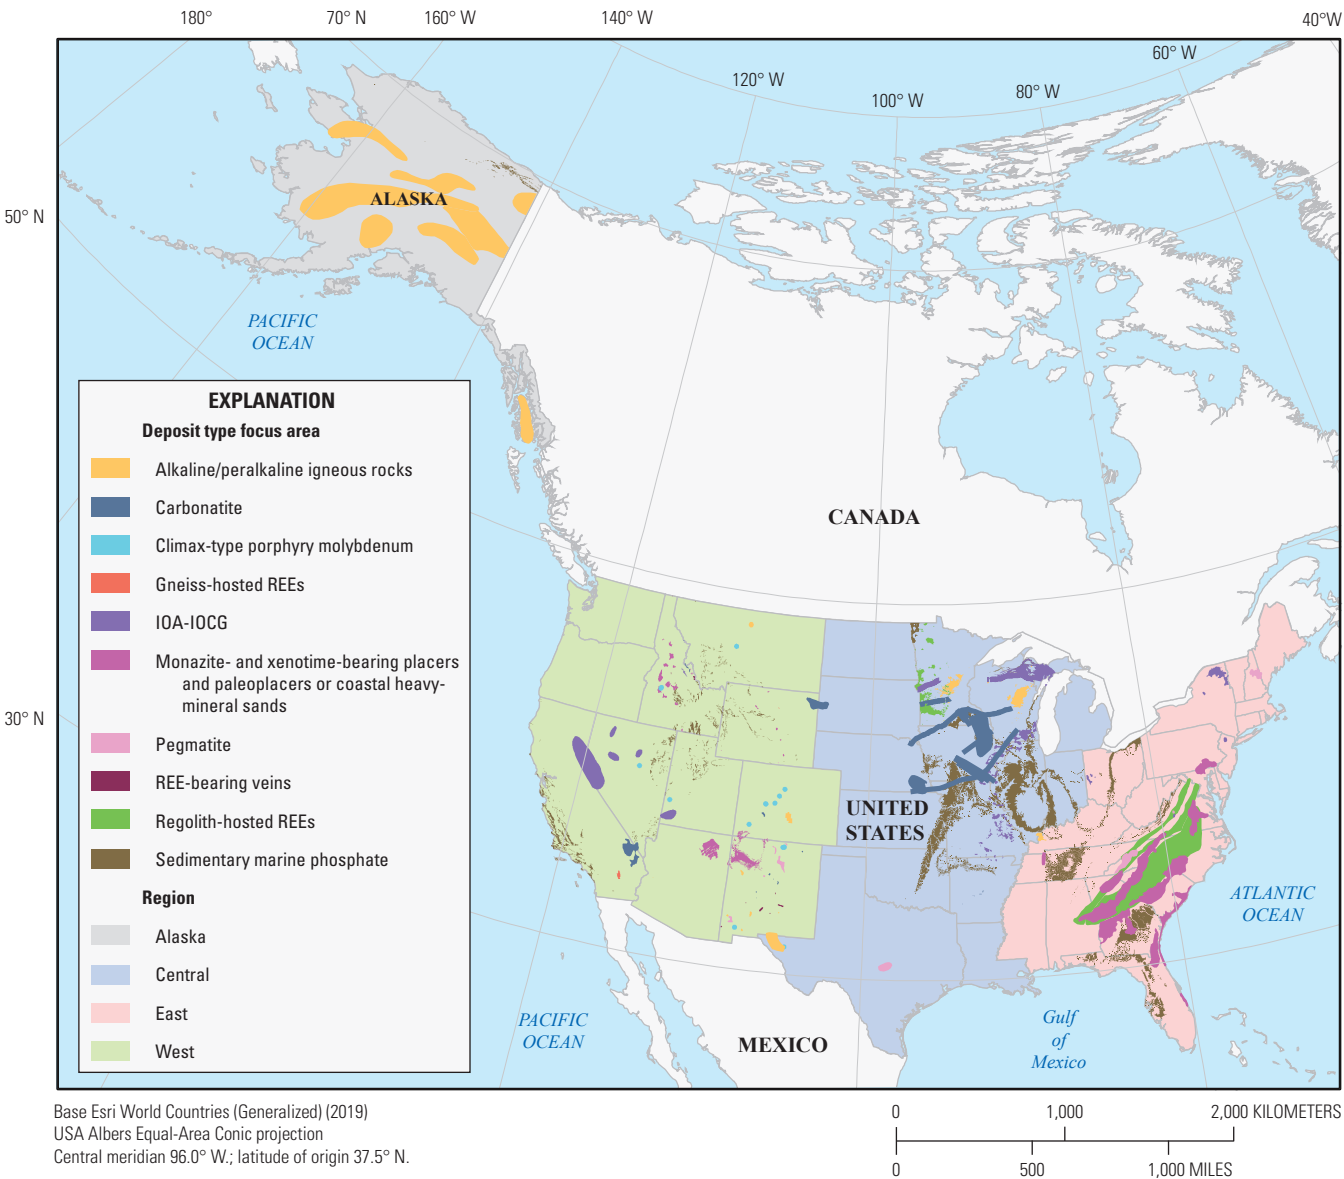 180°
70° N
160° W
140° W
40°W
60° W
120° W
80° W
100° W
ALASKA
50° N
PACIFIC
OCEAN
EXPLANATION
Deposit type focus area
Alkaline/peralkaline igneous rocks
Carbonatite
Climax-type porphyry molybdenum
Gneiss-hosted REEs
IOA-IOCG
Monazite- and xenotime-bearing placers
and paleoplacers or coastal heavy-
mineral sands
Pegmatite
REE-bearing veins
Regolith-hosted REEs
Sedimentary marine phosphate
Region
Alaska
Central
East
West
CANADA
30° N
UNITED
STATES
ATLANTIC
OCEAN
PACIFIC
OCEAN
MEXICO
Gulf
of
Mexico
Base Esri World Countries (Generalized) (2019)
USA Albers Equal-Area Conic projection
Central meridian 96.0° W.; latitude of origin 37.5° N.
0
1,000
2,000 KILOMETERS
0
500
1,000 MILES